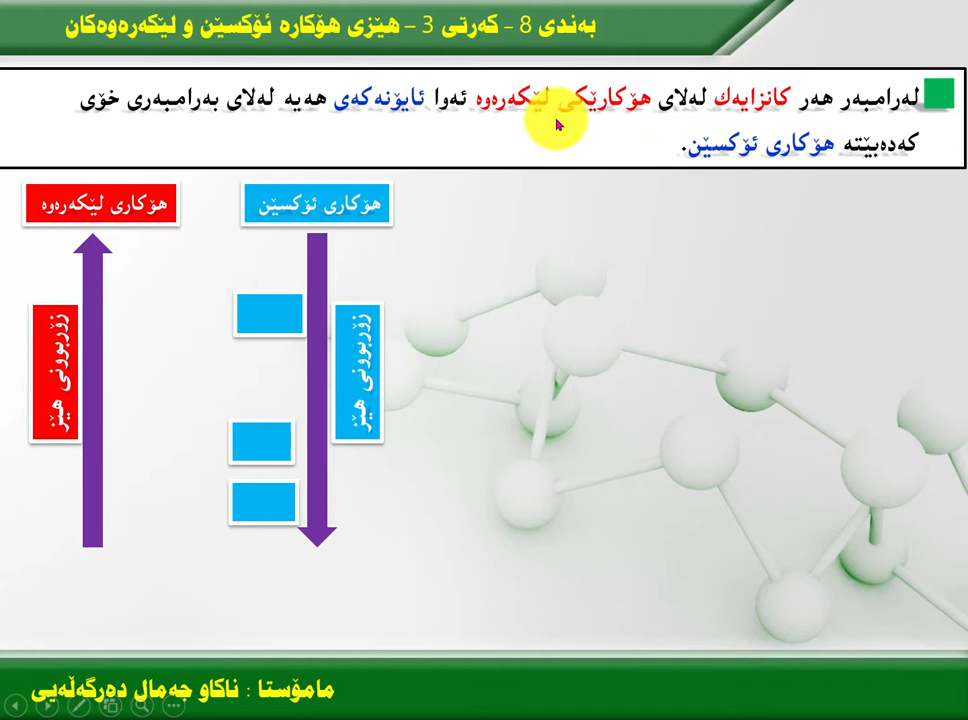 بەندی 8 - کەرتی 3 – هێزی هۆکارە ئۆکسێن و لێکەرەوەکان
لەرامبەر هەر کانزایەك لەلای هۆکارێکی لێکەرەوە ئەوا ئایۆنەکەی هەیە لەلای بەرامبەری خۆی
کەدەبێتە هۆکاری ئۆکسێن.
هۆکاری ئۆکسێن
هۆکاری لێکەرەوە
زۆربوونی هێز
زۆربوونی هێز
مامۆستا : ناکاو جەمال دەرگەڵەیی